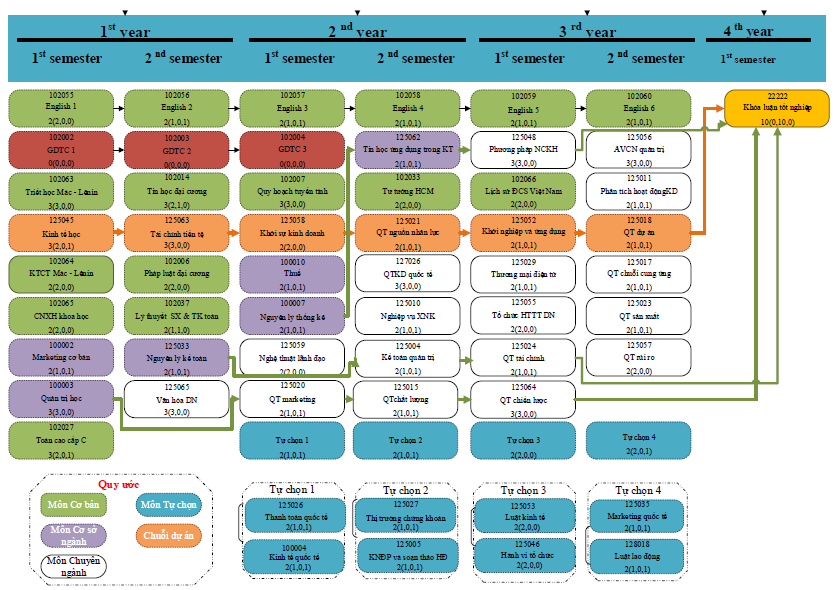 1st year
2nd year
3rd year
4th year
1st semester
2nd semester
1st semester
2nd semester
1st semester
2nd semester
1st semester
102055
English 1
2(2,0,0)
102056
English 2
2(1,0,1)
102057
English 3
2(1,0,1)
102058
English 4
2(1,0,1)
102059
English 5
2(1,0,1)
102060
English 6
2(1,0,1)
22222
Khóa luận tốt nghiệp
10(0,10,0)
102002
GDTC 1
0(0,0,0)
102003
GDTC 2
0(0,0,0)
102004
GDTC 3
0(0,0,0)
125062
Tin học ứng dụng trong KT
2(1,0,1)
125048
Phương pháp NCKH
3(3,0,0)
125056
AVCN quản trị
3(3,0,0)
102063
Triết học Mác - Lênin
3(3,0,0)
102014
Tin học đại cương
3(2,1,0)
102007
Quy hoạch tuyến tính
3(3,0,0)
102033
Tư tưởng HCM
2(2,0,0)
102066
Lịch sử ĐCS Việt Nam
2(2,0,0)
125011
Phân tích hoạt độngKD
2(1,0,1)
125045
Kinh tế học
3(2,0,1)
125063
Tài chính tiền tệ
3(3,0,0)
125058
Khởi sự kinh doanh
2(2,0,0)
125021
QT nguồn nhân lực
2(1,0,1)
125052
Khởi nghiệp và ứng dụng
2(1,0,1)
125018
QT dự án
2(1,0,1)
102064
KTCT Mác - Lênin
2(2,0,0)
102006
Pháp luật đại cương
2(2,0,0)
100010
Thuế
2(1,0,1)
127026
QTKD quốc tế
3(3,0,0)
125029
Thương mại điện tử
2(1,0,1)
125017
QT chuỗi cung ứng
2(1,0,1)
102065
CNXH khoa học
2(2,0,0)
102037
Lý thuyết SX & TK toán
2(1,1,0)
100007
Nguyên lý thống kê
2(1,0,1)
125010
Nghiệp vụ XNK
2(1,0,1)
125055
Tổ chức HTTT DN
2(2,0,0)
125023
QT sản xuất
2(1,0,1)
100002
Marketing cơ bản
2(1,0,1)
125033
Nguyên lý kế toán
2(1,0,1)
125059
Nghệ thuật lãnh đạo
2(2,0,0)
125004
Kế toán quản trị
2(1,0,1)
125024
QT tài chính
2(1,0,1)
125057
QT rủi ro
2(2,0,0)
100003
Quản trị học
3(3,0,0)
125065
Văn hóa DN
3(3,0,0)
125020
QT marketing
2(1,0,1)
125015
QTchất lượng
2(1,0,1)
125064
QT chiến lược
3(3,0,0)
102027
Toán cao cấp C
3(2,0,1)
Tự chọn 1
2(1,0,1)
Tự chọn 2
2(1,0,1)
Tự chọn 3
2(2,0,0)
Tự chọn 4
2(2,0,1)
Quy ước
Môn Cơ bản
Môn Tự chọn
Môn Cơ sở
ngành
Chuỗi dự án
Môn Chuyên
ngành
Tự chọn 1
125026
Thanh toán quốc tế
2(1,0,1)
100004
Kinh tế quốc tế
2(1,0,1)
Tự chọn 2
125027
Thị trường chứng khoán
2(1,0,1)
125005
KNĐP và soạn thảo HĐ
2(1,0,1)
Tự chọn 3
125053
Luật kinh tế
2(2,0,0)
125046
Hành vi tổ chức
2(2,0,0)
Tự chọn 4
125035
Marketing quốc tế
2(1,0,1)
128018
Luật lao động
2(1,0,1)